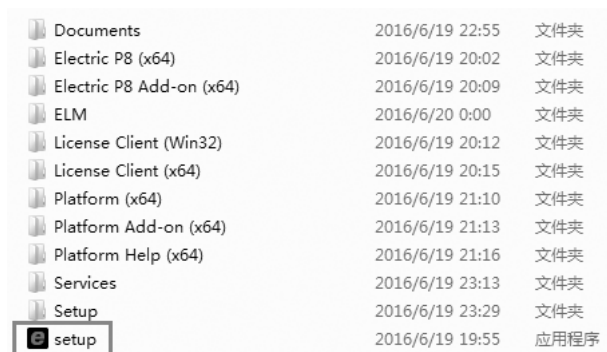 Documents 2016/6/19 22:55 文件夹
Electric P8 (x64) 2016/6/19 20:02 文件夹
Electric P8 Add-on (x64) 2016/6/19 20:09 文件夹
ELM 2016/6/20 0:00 文件夹
License Client (Win32) 2016/6/19 20:12 文件夹
License Client (x64) 2016/6/19 20:15 文件夹
Platform (x64) 2016/6/19 21:10 文件夹
Platform Add-on (x64) 2016/6/19 21:13 文件夹
Platform Help (x64) 2016/6/19 21:16 文件夹
Services 2016/6/19 23:13 文件夹
Setup 2016/6/19 23:29 文件夹
setup 2016/6/19 19:55 应用程序